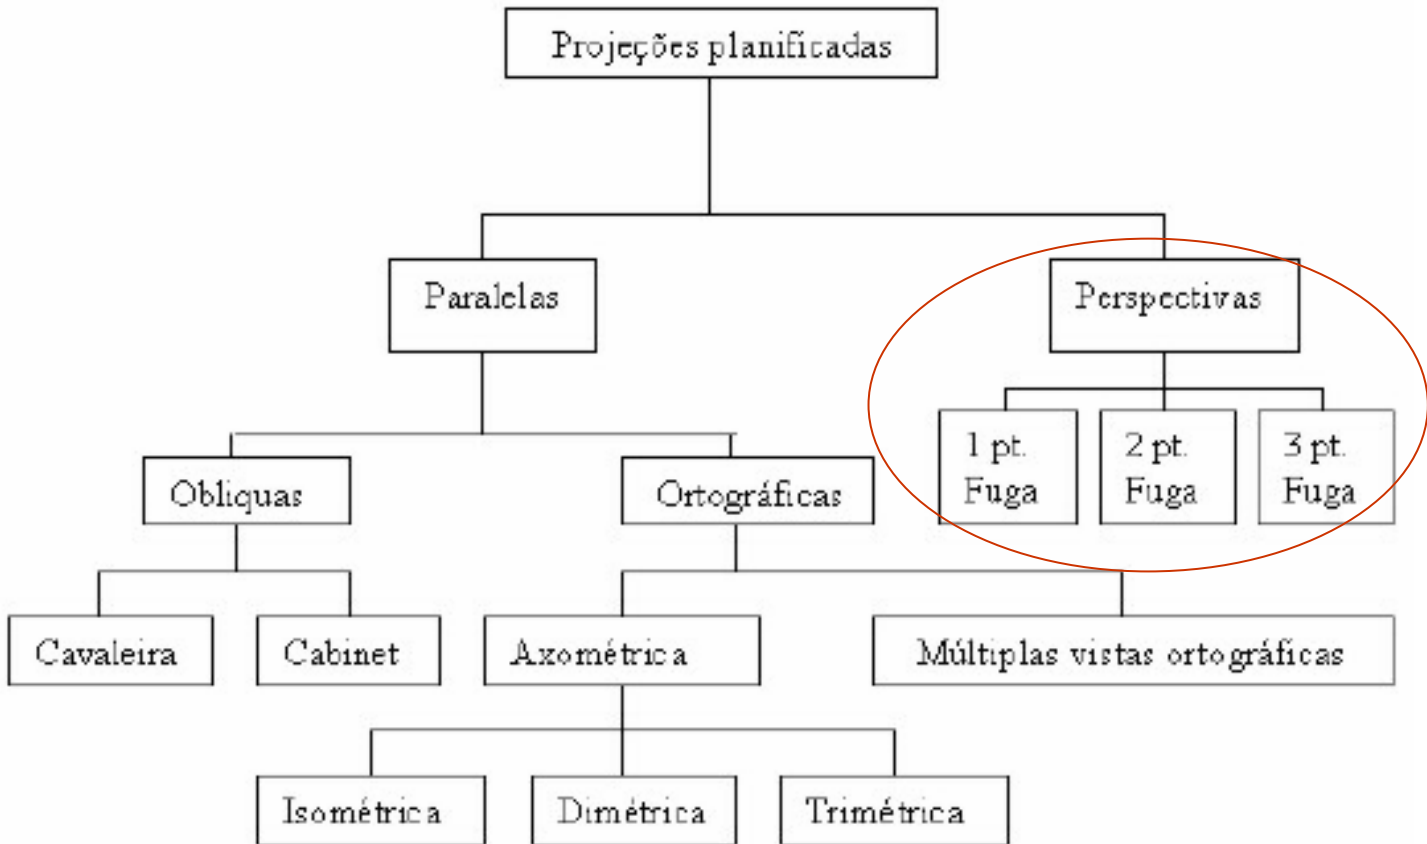 Projeções planificadas
Paralelas
Perspectivas
1 pt.
Fuga
2 pt.
Fuga
3 pt.
Fuga
Obliquas
Ortográficas
Cavaleira
Cabinet
Axométrica
Múltiplas vistas ortográficas
Isométrica
Dimétrica
Trimétrica